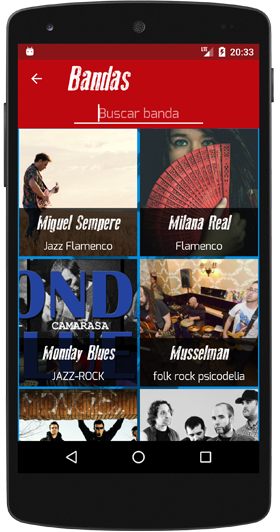 LTE 20:33
Bandas
Buscar banda
Miguel Sempere
Milana Real
Jazz Flamenco
Flamenco
CAMARASA
Monday Blues
Musselman
JAZZ-ROCK
folk rock psicodelia